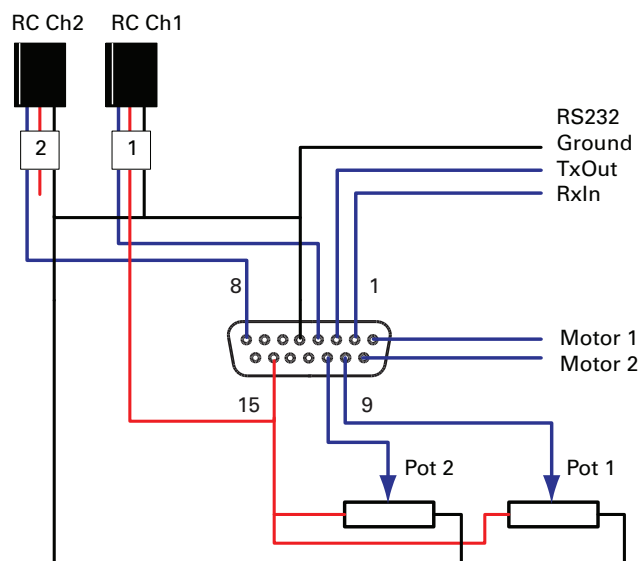 RC Ch2
RC Ch1
2
1
RS232
Ground
TxOut
RxIn
8
1
Motor 1
Motor 2
15
9
Pot 2
Pot 1